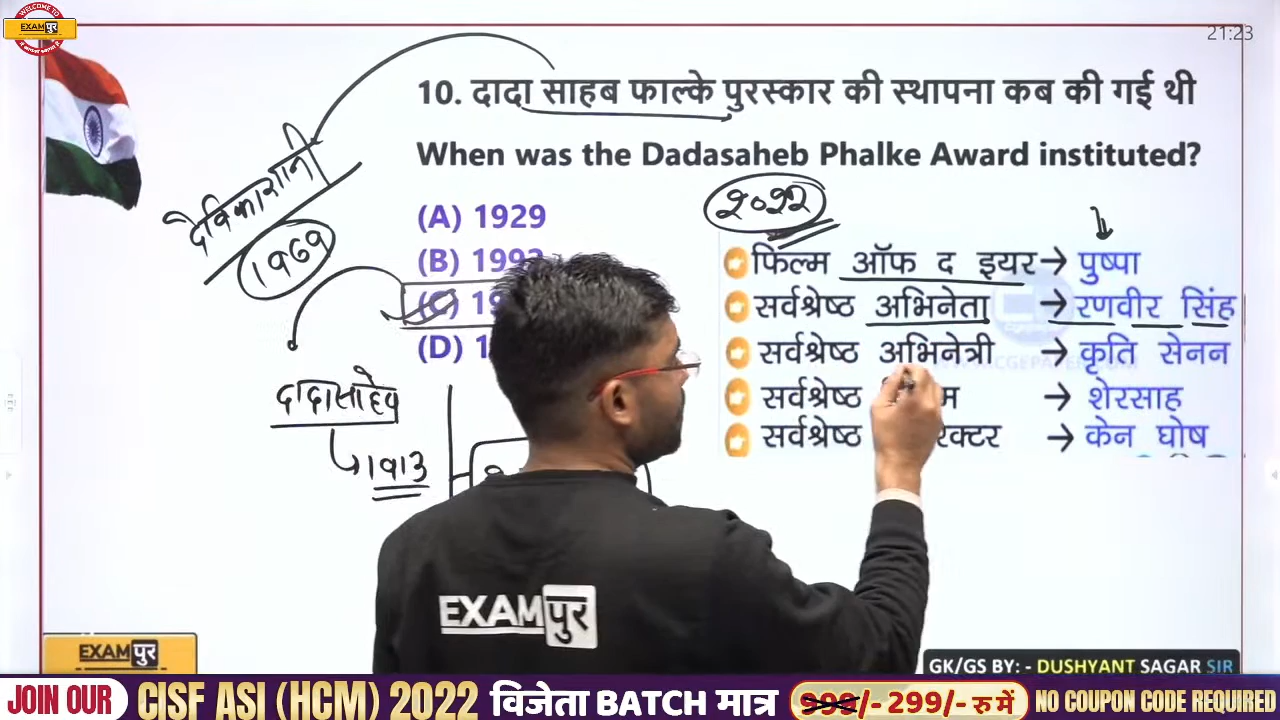 WELCOME TO
EXAMपुर
21:23
10. दादा साहब फाल्के पुरस्कार की स्थापना कब की गई थी
When was the Dadasaheb Phalke Award instituted?
(A) 1929
(B) 199
(C) 19
(D) 1
देविकारानी
1969
दादासाहेब
1913
२०२२
फिल्म ऑफ द इयर → पुष्पा
सर्वश्रेष्ठ अभिनेता → रणवीर सिंह
सर्वश्रेष्ठ अभिनेत्री → कृति सेनन
सर्वश्रेष्ठ → शेरसाह
सर्वश्रेष्ठ → केन घोष
EXAMपुर
EXAMपुर
GK/GS BY: - DUSHYANT SAGAR SIR
JOIN OUR CISF ASI (HCM) 2022 विजेता BATCH मात्र 999/- 299/- रु में NO COUPON CODE REQUIRED